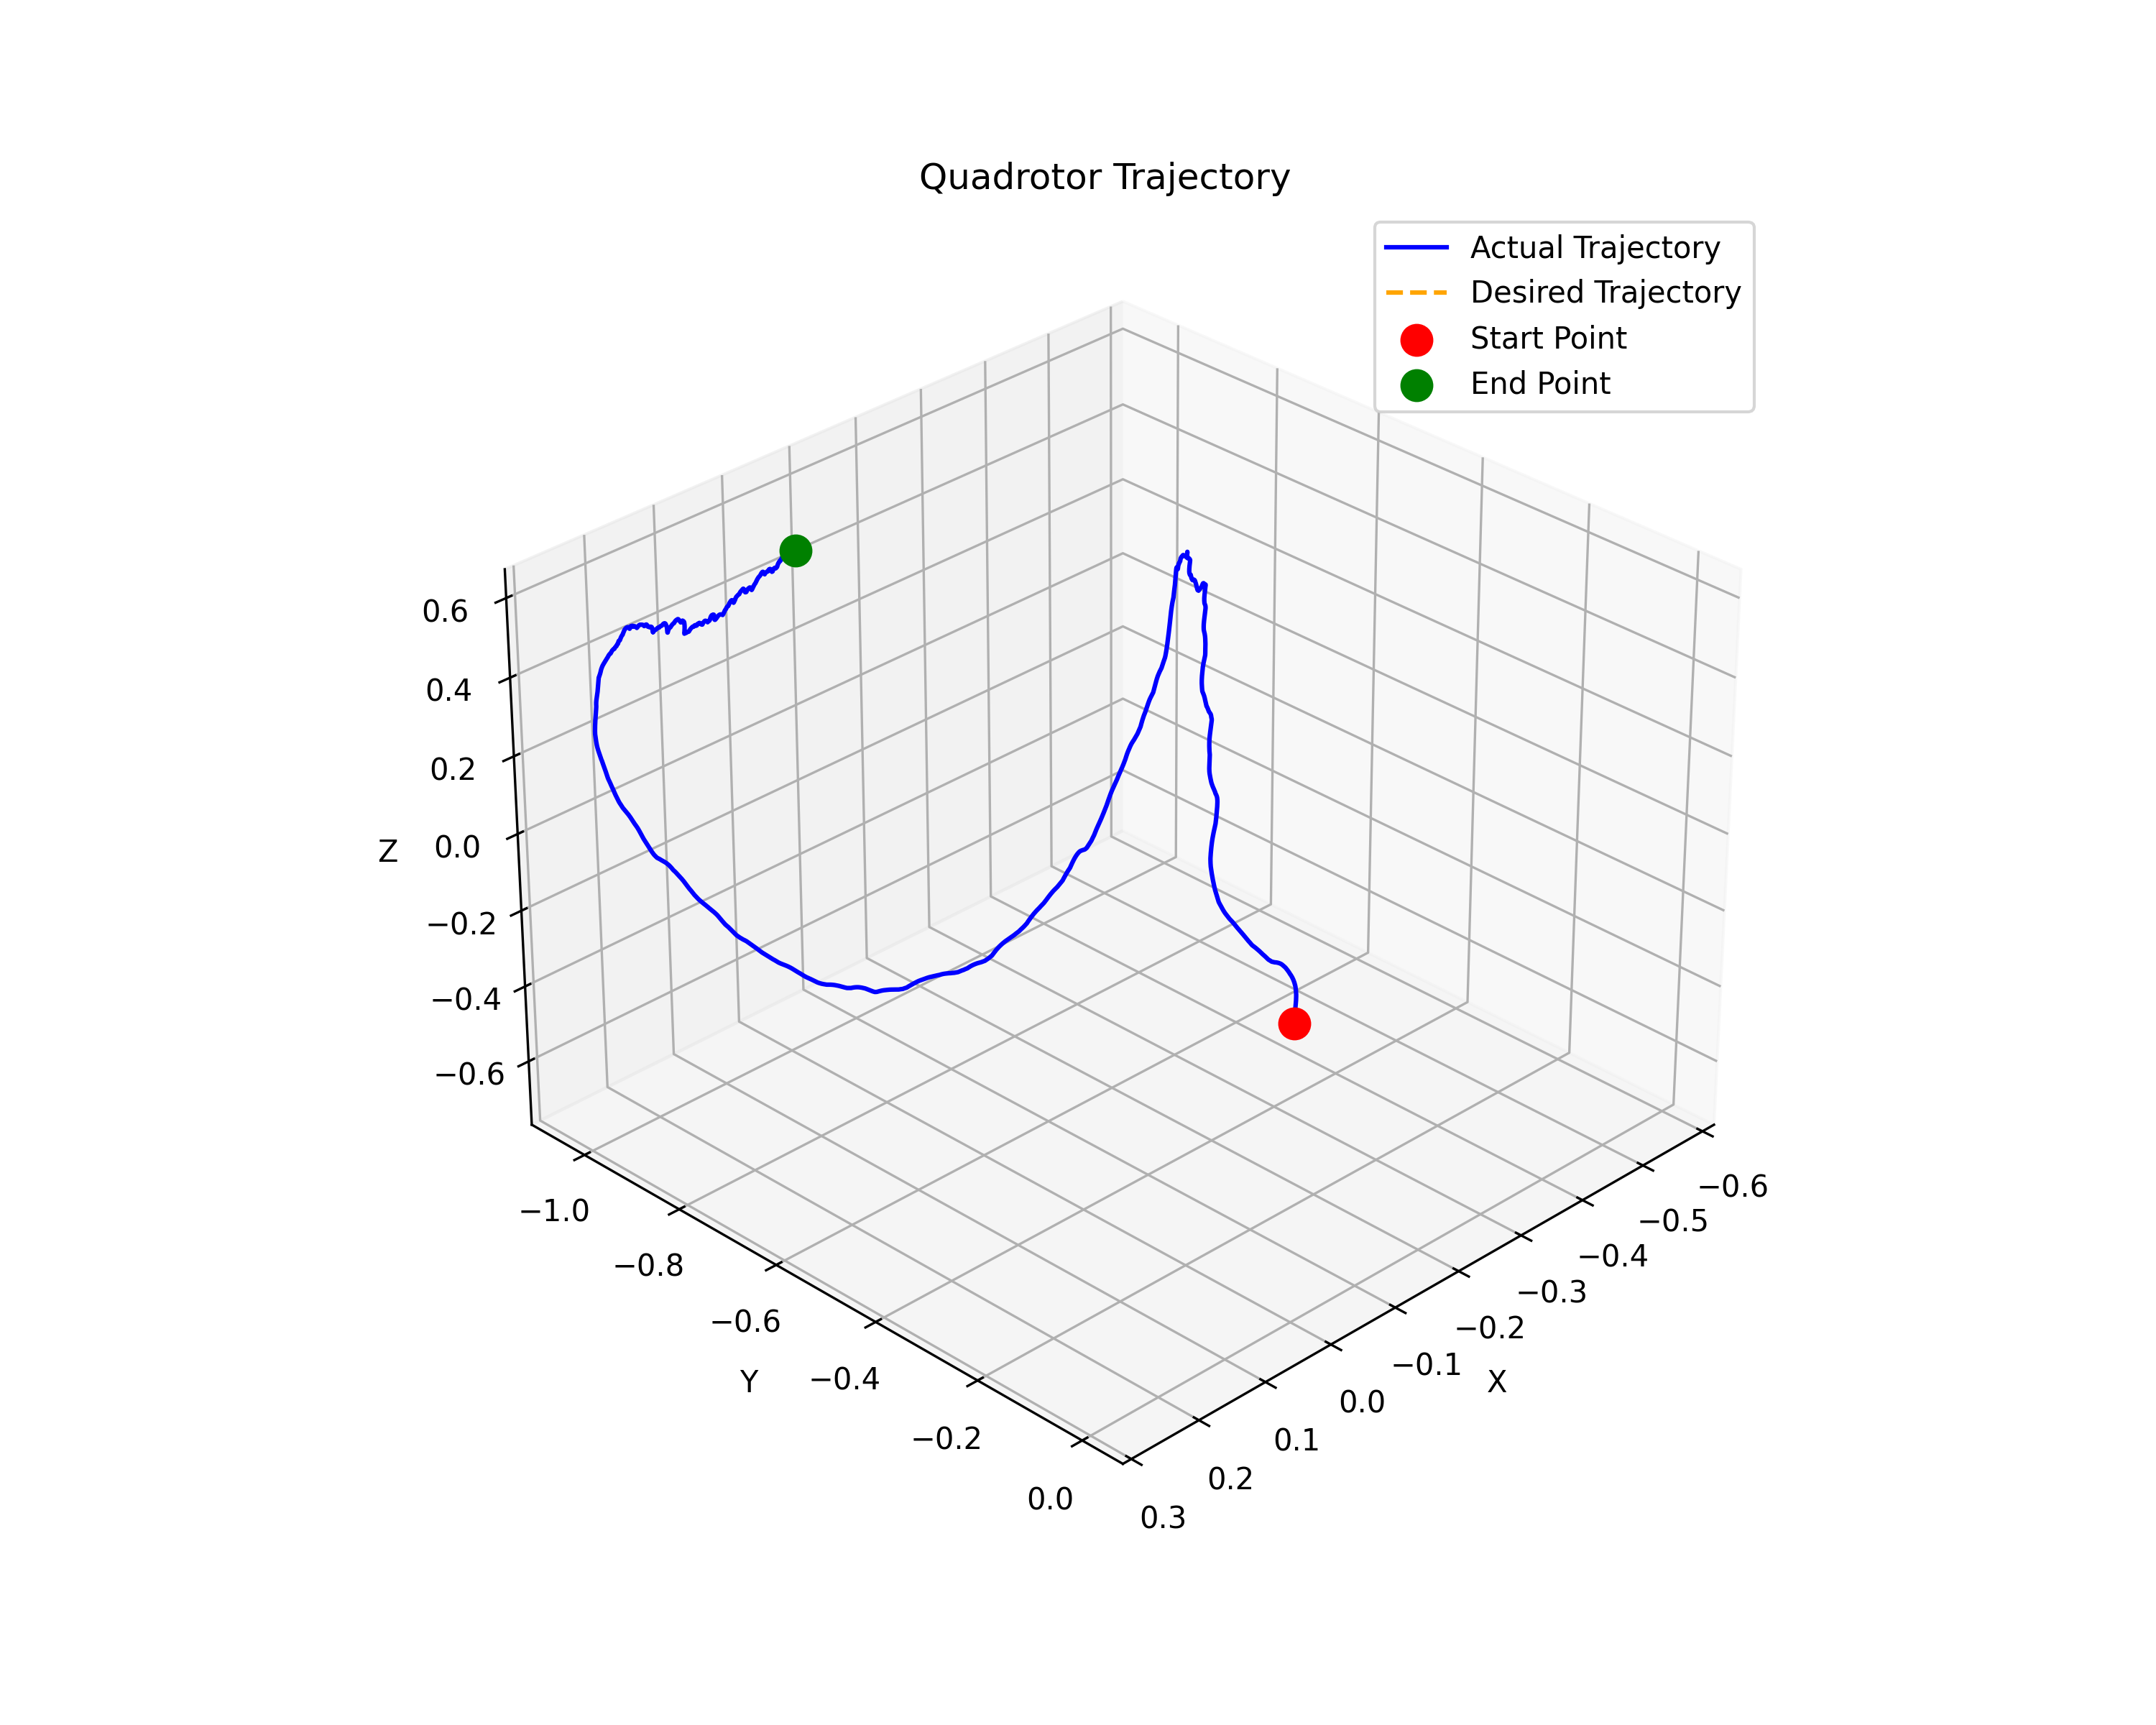 Quadrotor Trajectory
Actual Trajectory
Desired Trajectory
Start Point
End Point
0.6
0.4
0.2
0.0
−0.2
−0.4
−0.6
Z
−1.0
−0.8
−0.6
−0.4
−0.2
0.0
Y
−0.6
−0.5
−0.4
−0.3
−0.2
−0.1
0.0
0.1
0.2
0.3
X